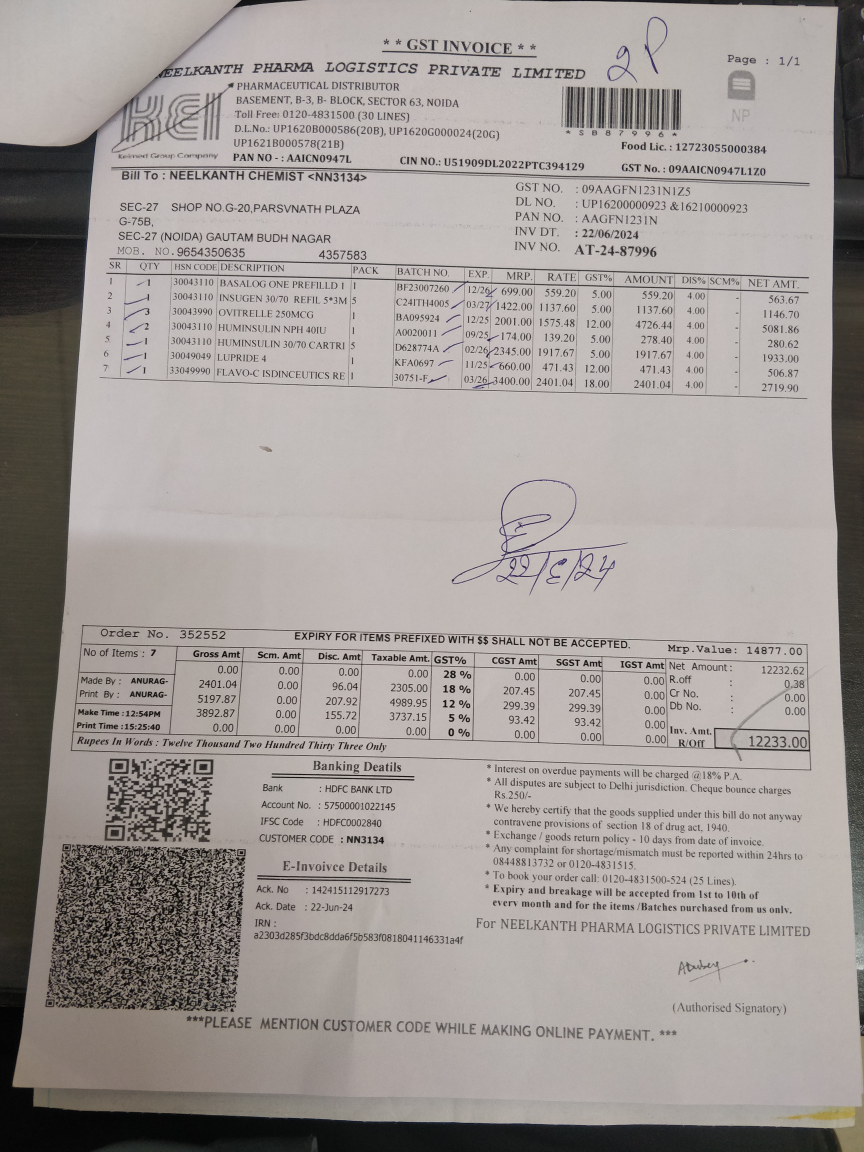 * * GST INVOICE * *
2P
Page : 1/1
NEELKANTH PHARMA LOGISTICS PRIVATE LIMITED
KEI
Keimed Group Company
PHARMACEUTICAL DISTRIBUTOR
BASEMENT, B-3, B- BLOCK, SECTOR 63, NOIDA
Toll Free: 0120-4831500 (30 LINES)
D.L.No.: UP1620B000586(20B), UP1620G000024(20G)
UP1621B000578(21B)
PAN NO - : AAICN0947L
CIN NO.: U51909DL2022PTC394129
NP
* S B 8 7 9 9 6 *
Food Lic. : 12723055000384
GST No. : 09AAICN0947L1Z0
Bill To : NEELKANTH CHEMIST <NN3134>
SEC-27 SHOP NO.G-20,PARSVNATH PLAZA
G-75B,
SEC-27 (NOIDA) GAUTAM BUDH NAGAR
MOB. NO.9654350635 4357583
GST NO. : 09AAGFN1231N1Z5
DL NO. : UP16200000923 &16210000923
PAN NO. : AAGFN1231N
INV DT. : 22/06/2024
INV NO. AT-24-87996
SR QTY HSN CODE DESCRIPTION PACK BATCH NO. EXP. MRP. RATE GST% AMOUNT DIS% SCM% NET AMT.
1 1 30043110 BASALOG ONE PREFILLD 1 1 BF23007260 12/26 699.00 559.20 5.00 559.20 4.00 - 563.67
2 1 30043110 INSUGEN 30/70 REFIL 5*3M 5 C24ITH4005 03/27 1422.00 1137.60 5.00 1137.60 4.00 - 1146.70
3 3 30043990 OVITRELLE 250MCG 1 BA095924 12/25 2001.00 1575.48 12.00 4726.44 4.00 - 5081.86
4 2 30043110 HUMINSULIN NPH 40IU 1 A0020011 09/25 174.00 139.20 5.00 278.40 4.00 - 280.62
5 1 30043110 HUMINSULIN 30/70 CARTRI 5 D628774A 02/26 2345.00 1917.67 5.00 1917.67 4.00 - 1933.00
6 1 30049049 LUPRIDE 4 1 KFA0697 11/25 660.00 471.43 12.00 471.43 4.00 - 506.87
7 1 33049990 FLAVO-C ISDINCEUTICS RE 1 30751-F 03/26 3400.00 2401.04 18.00 2401.04 4.00 - 2719.90
Order No. 352552 EXPIRY FOR ITEMS PREFIXED WITH $$ SHALL NOT BE ACCEPTED. Mrp.Value: 14877.00
No of Items : 7
Made By : ANURAG-
Print By : ANURAG-
Make Time :12:54PM
Print Time :15:25:40
Gross Amt Scm. Amt Disc. Amt Taxable Amt. GST% CGST Amt SGST Amt IGST Amt
0.00 0.00 0.00 0.00 28 % 0.00 0.00 0.00
2401.04 0.00 96.04 2305.00 18 % 207.45 207.45 0.00
5197.87 0.00 207.92 4989.95 12 % 299.39 299.39 0.00
3892.87 0.00 155.72 3737.15 5 % 93.42 93.42 0.00
0.00 0.00 0.00 0.00 0 % 0.00 0.00 0.00
Net Amount : 12232.62
R.off 0.38
Cr No. 0.00
Db No. : 0.00
Inv. Amt. R/Off 12233.00
Rupees In Words : Twelve Thousand Two Hundred Thirty Three Only
Banking Deatils
Bank : HDFC BANK LTD
Account No. : 57500001022145
IFSC Code : HDFC0002840
CUSTOMER CODE : NN3134
E-Invoivce Details
Ack. No : 142415112917273
Ack. Date : 22-Jun-24
IRN :
a2303d285f3bdc8dda6f5b583f0818041146331a4f
* Interest on overdue payments will be charged @18% P.A.
* All disputes are subject to Delhi jurisdiction. Cheque bounce charges
Rs.250/-
* We hereby certify that the goods supplied under this bill do not anyway
contravene provisions of section 18 of drug act, 1940.
* Exchange / goods return policy - 10 days from date of invoice.
* Any complaint for shortage/mismatch must be reported within 24hrs to
08448813732 or 0120-4831515.
* To book your order call: 0120-4831500-524 (25 Lines).
* Expiry and breakage will be accepted from 1st to 10th of
every month and for the items /Batches purchased from us only.
For NEELKANTH PHARMA LOGISTICS PRIVATE LIMITED
(Authorised Signatory)
***PLEASE MENTION CUSTOMER CODE WHILE MAKING ONLINE PAYMENT. ***